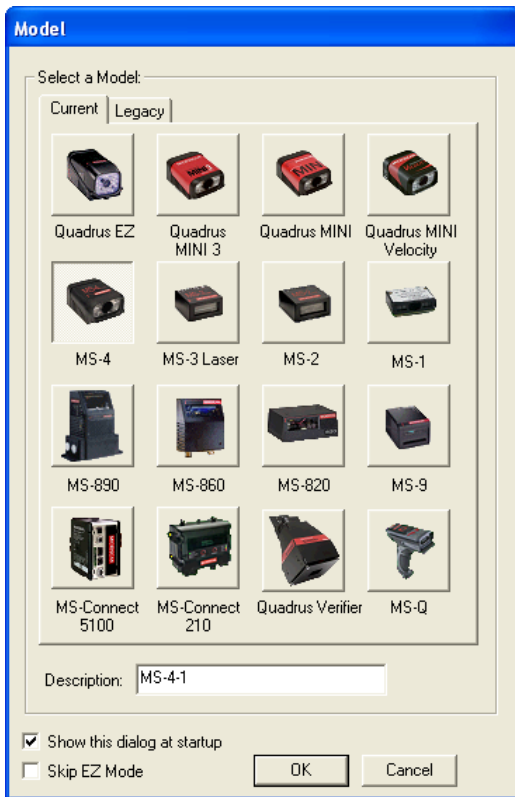 Model
Select a Model:
Current Legacy
Quadrus EZ Quadrus MINI 3 Quadrus MINI Quadrus MINI Velocity
MS-4 MS-3 Laser MS-2 MS-1
MS-890 MS-860 MS-820 MS-9
MS-Connect 5100 MS-Connect 210 Quadrus Verifier MS-Q
Description: MS-4-1
Show this dialog at startup
Skip EZ Mode OK Cancel